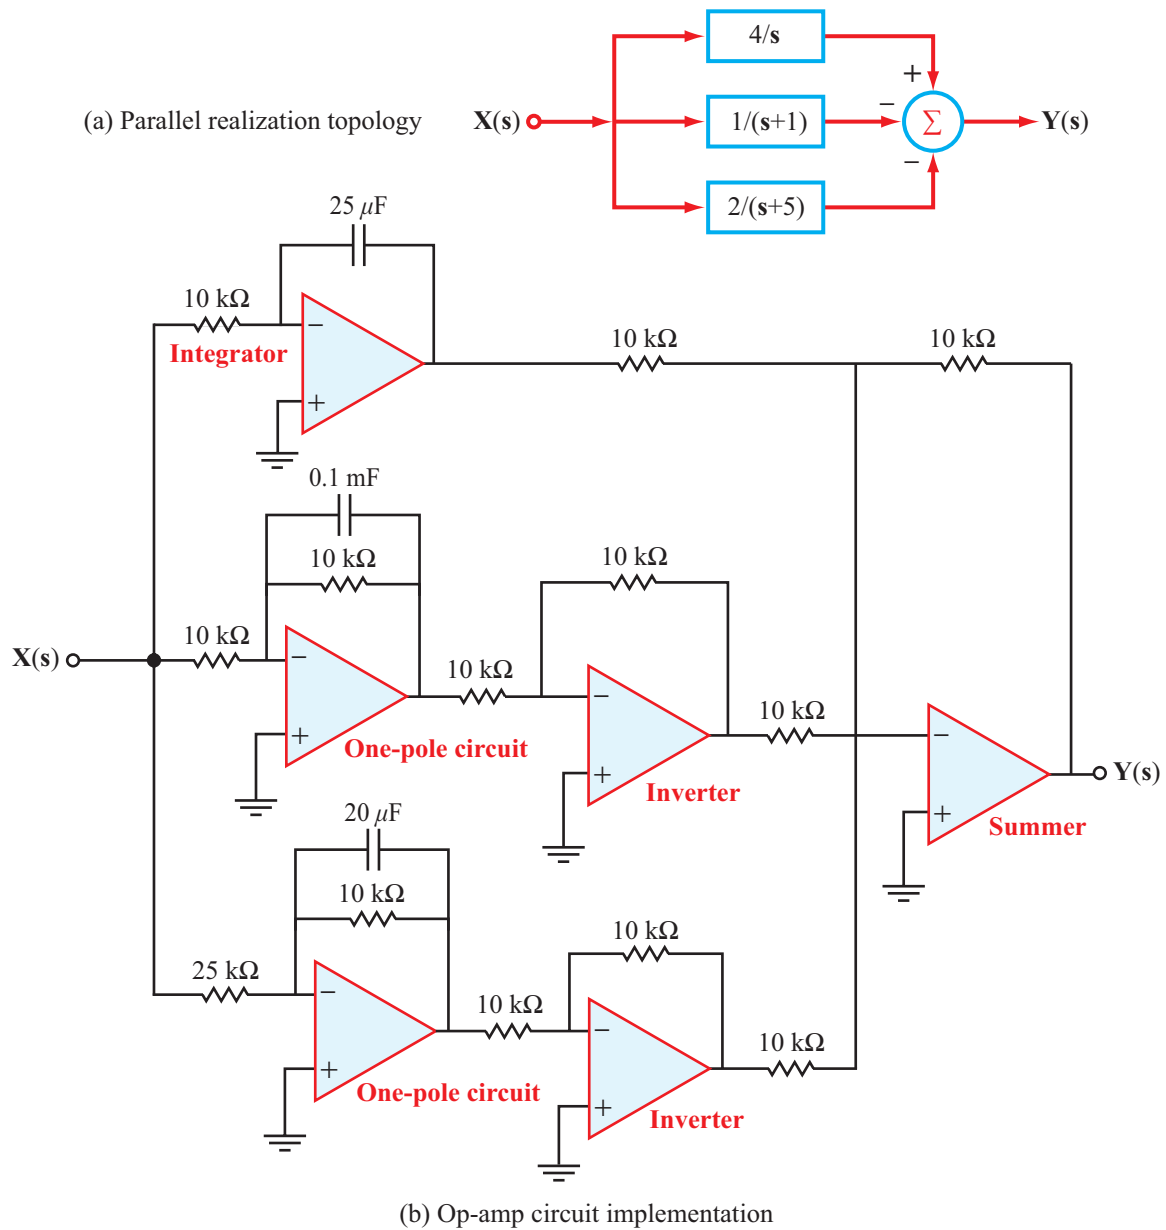 4/s
+
(a) Parallel realization topology
X(s)
−
1/(s+1)
Σ
Y(s)
−
2/(s+5)
25 μF
10 kΩ
−
Integrator
+
10 kΩ
10 kΩ
0.1 mF
10 kΩ
10 kΩ
X(s)
10 kΩ
−
+
One-pole circuit
10 kΩ
−
+
Inverter
10 kΩ
−
+
Summer
Y(s)
20 μF
10 kΩ
25 kΩ
−
+
One-pole circuit
10 kΩ
10 kΩ
−
+
Inverter
10 kΩ
(b) Op-amp circuit implementation